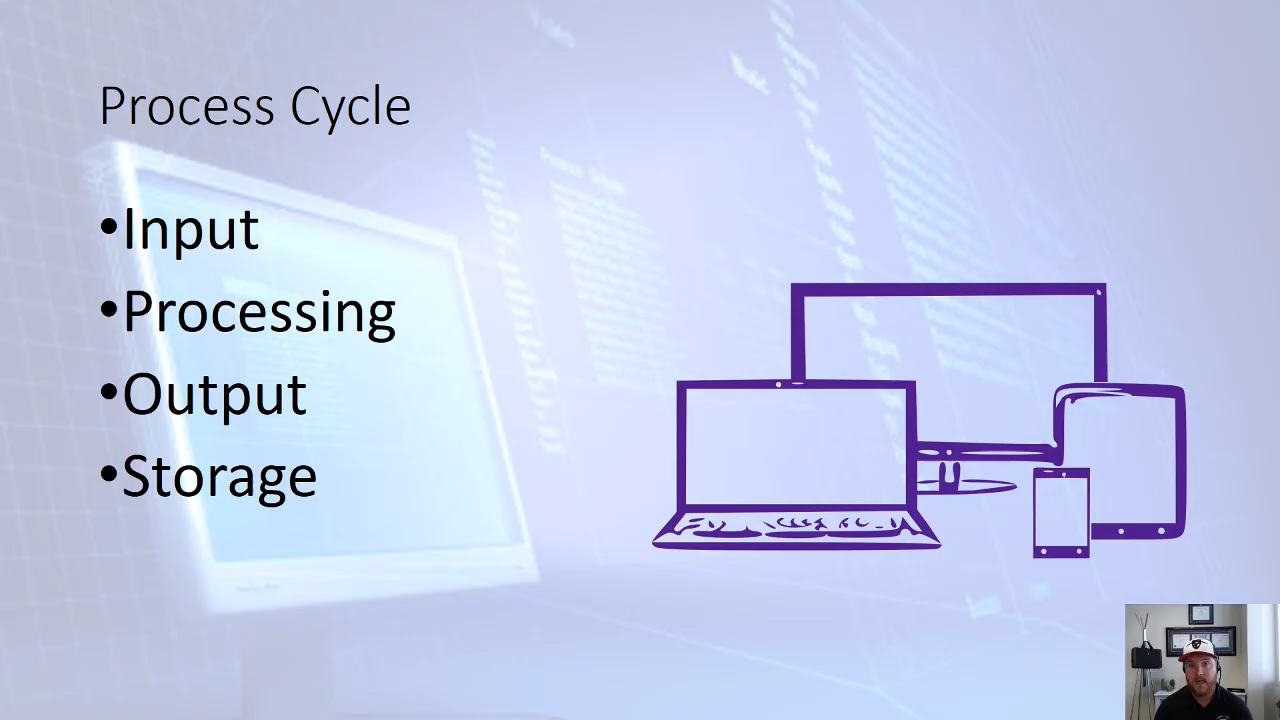 Process Cycle
•Input
•Processing
•Output
•Storage